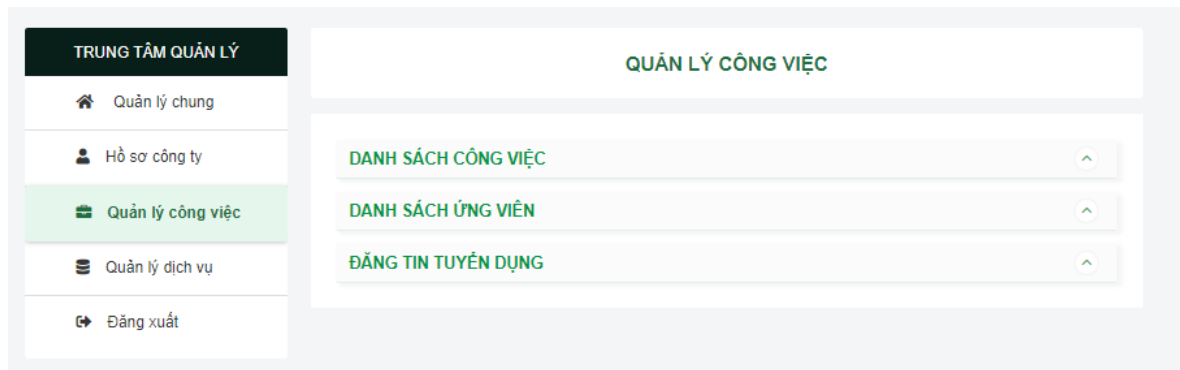 TRUNG TÂM QUẢN LÝ
Quản lý chung
Hồ sơ công ty
Quản lý công việc
Quản lý dịch vụ
Đăng xuất
QUẢN LÝ CÔNG VIỆC
DANH SÁCH CÔNG VIỆC
DANH SÁCH ỨNG VIÊN
ĐĂNG TIN TUYỂN DỤNG